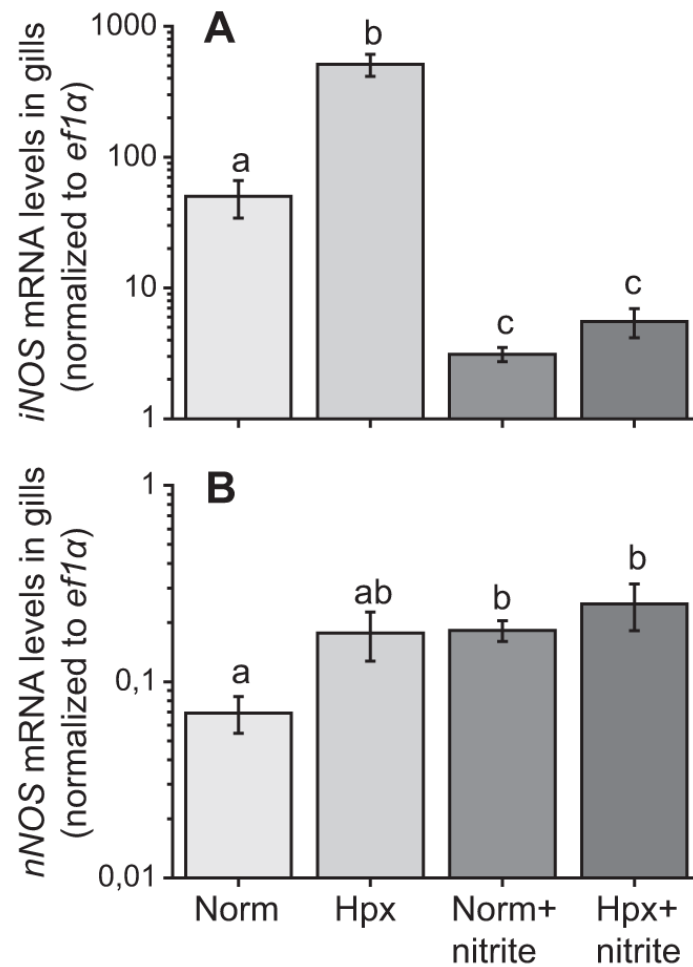 A
iNOS mRNA levels in gills
(normalized to ef1α)
1000
100
10
1
a
b
c
c
B
nNOS mRNA levels in gills
(normalized to ef1α)
1
0,1
0,01
a
ab
b
b
Norm
Hpx
Norm+
nitrite
Hpx+
nitrite